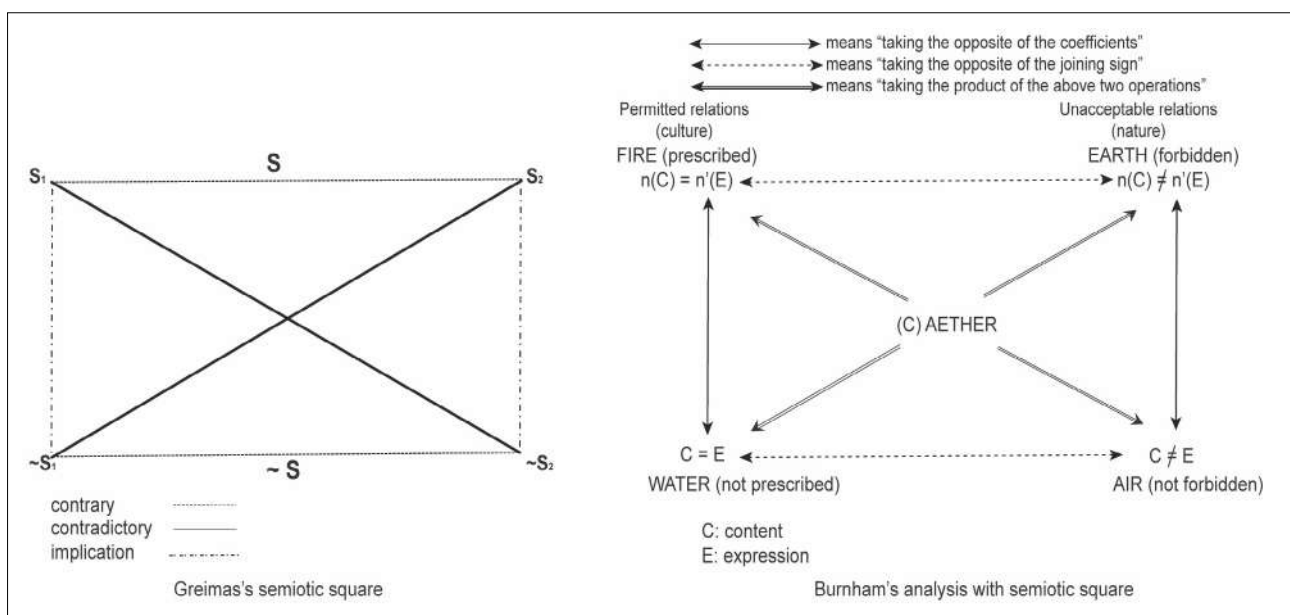 S
S₁
S₂
~S₁
~ S
~S₂
contrary
contradictory
implication
Greimas's semiotic square
means “taking the opposite of the coefficients”
means “taking the opposite of the joining sign”
means “taking the product of the above two operations”
Permitted relations
(culture)
FIRE (prescribed)
n(C) = n'(E)
Unacceptable relations
(nature)
EARTH (forbidden)
n(C) ≠ n'(E)
(C) AETHER
C = E
WATER (not prescribed)
C ≠ E
AIR (not forbidden)
C: content
E: expression
Burnham's analysis with semiotic square